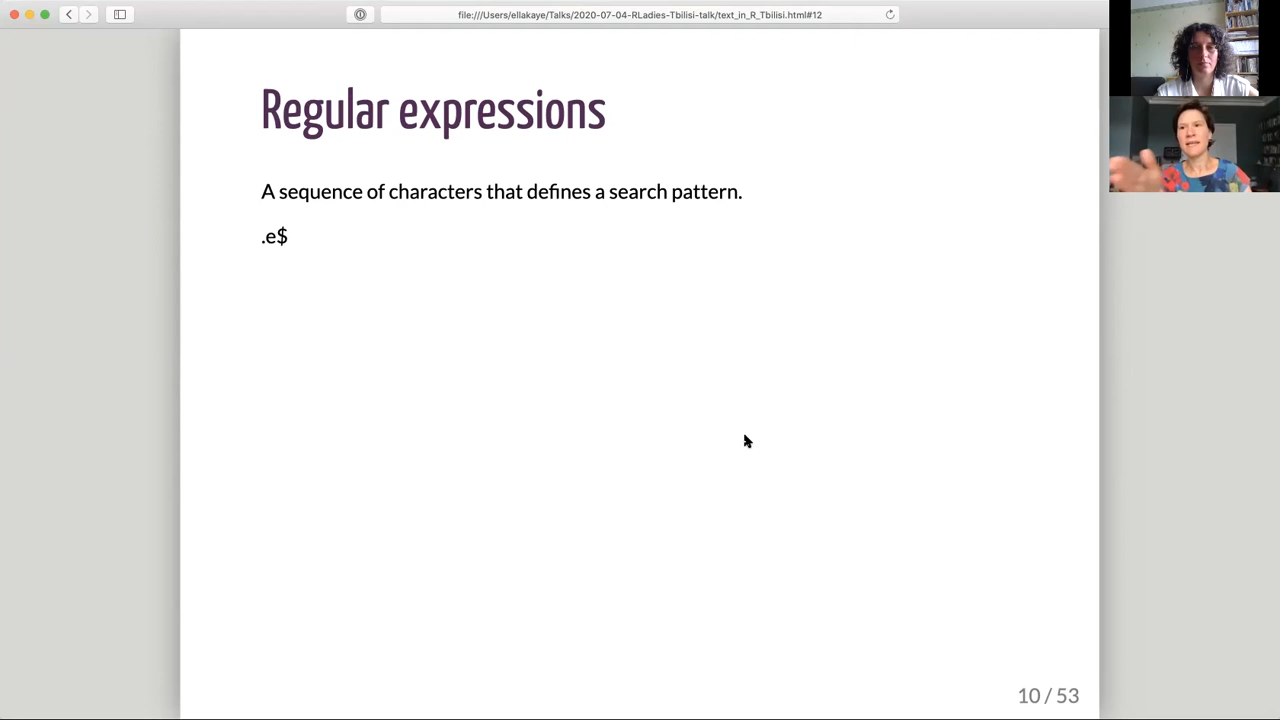 file:///Users/ellakaye/Talks/2020-07-04-RLadies-Tbilisi-talk/text_in_R_Tbilisi.html#12
Regular expressions
A sequence of characters that defines a search pattern.
.e$
10 / 53